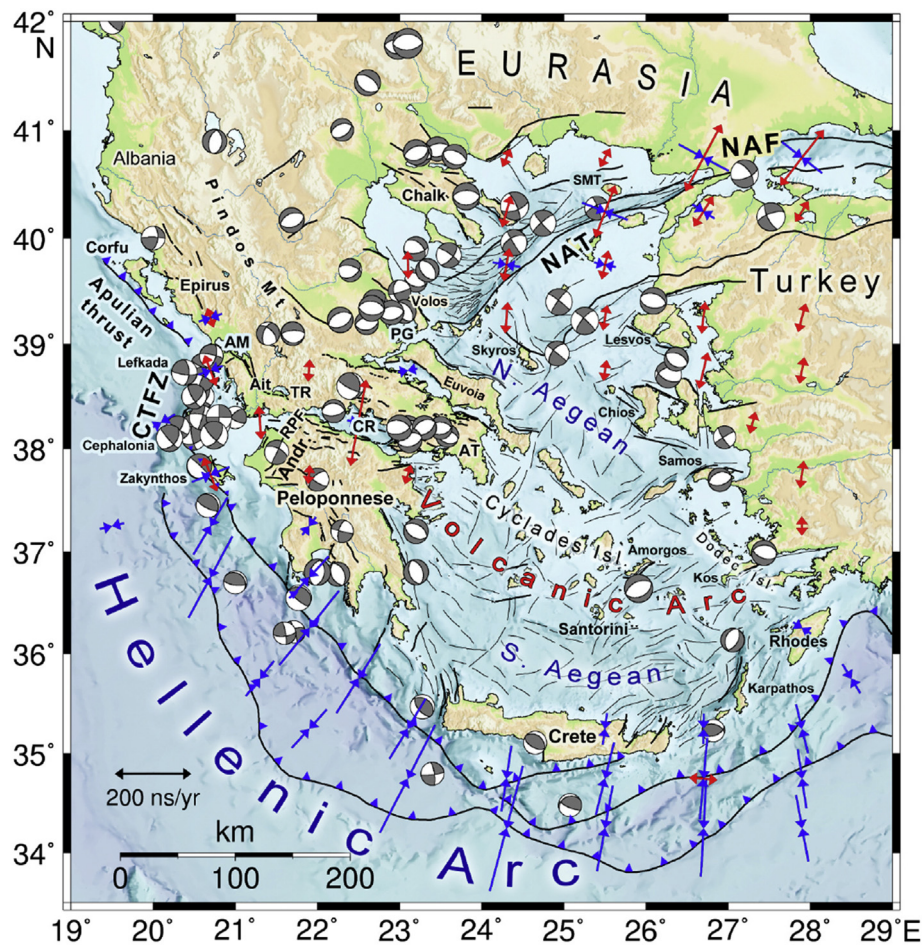 42°
N
EURASIA
41°
NAF
Albania
Chalk
SMT
Pindos Mt
40°
NAT
Corfu
Turkey
Epirus
Volos
Apulian
thrust
PG
39°
AM
Skyros
Lesvos
Lefkada
N Aegean
Ait
TR
Euvoia
CTFZ
RPF
CR
Chios
38°
Cephalonia
Andr.
AT
Samos
Zakynthos
Peloponnese
Cyclades Isl.
Volcanic Arc
37°
Amorgos
Dodec Isl.
Kos
Hellenic Arc
Santorini
Rhodes
36°
S. Aegean
Karpathos
Crete
35°
200 ns/yr
km
34°
0 100 200
19° 20° 21° 22° 23° 24° 25° 26° 27° 28° 29°E